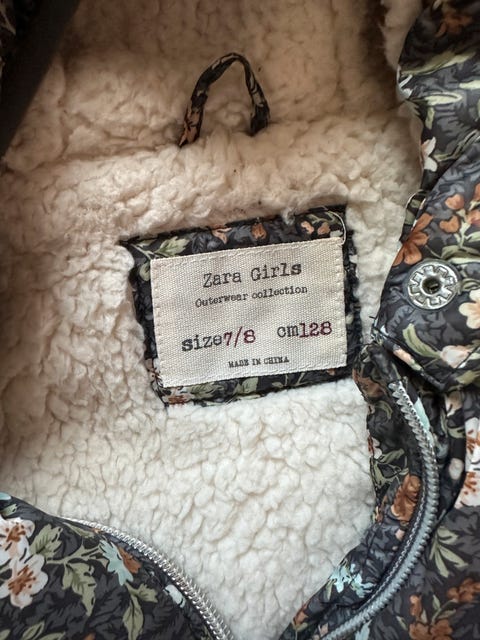 Zara Girls
Outerwear collection
size7/8 cm128
MADE IN CHINA